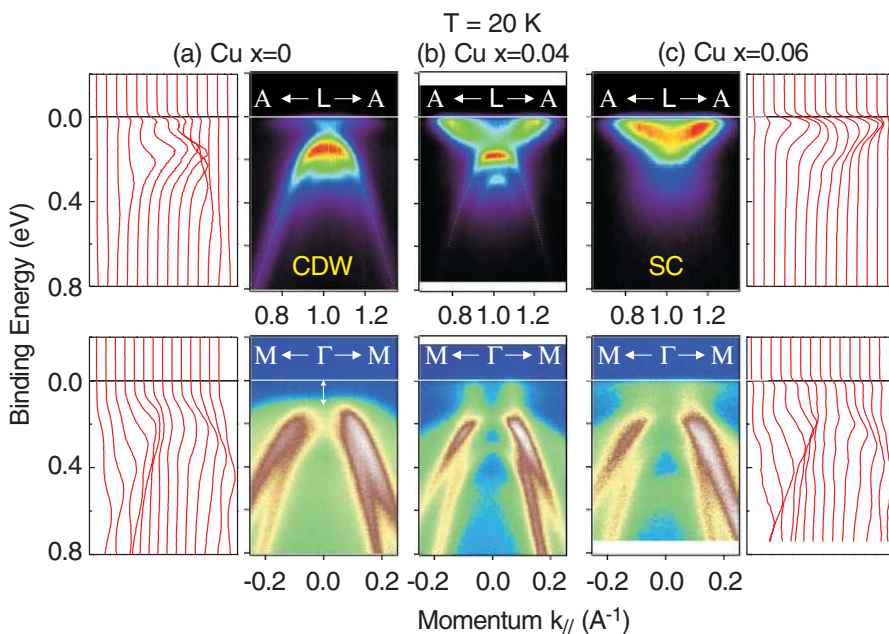 T = 20 K
(a) Cu x=0
(b) Cu x=0.04
(c) Cu x=0.06
A ← L → A
A ← L → A
A ← L → A
0.0
0.4
0.8
CDW
SC
0.8 1.0 1.2
0.8 1.0 1.2
0.8 1.0 1.2
Binding Energy (eV)
M ← Γ → M
M ← Γ → M
M ← Γ → M
0.0
0.4
0.8
-0.2 0.0 0.2
-0.2 0.0 0.2
-0.2 0.0 0.2
Momentum k// (A⁻¹)